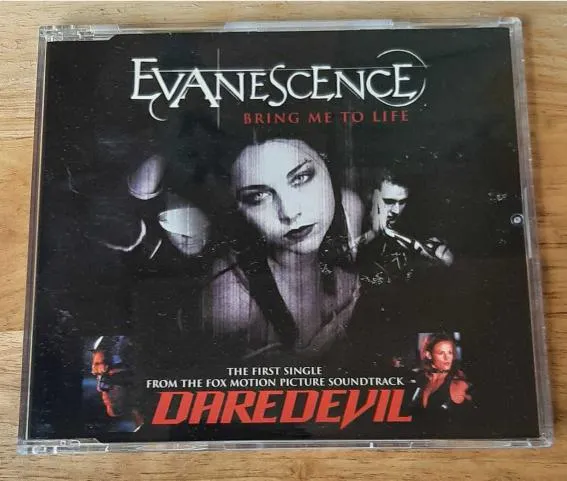 EVANESCENCE
BRING ME TO LIFE
THE FIRST SINGLE
FROM THE FOX MOTION PICTURE SOUNDTRACK
DAREDEVIL